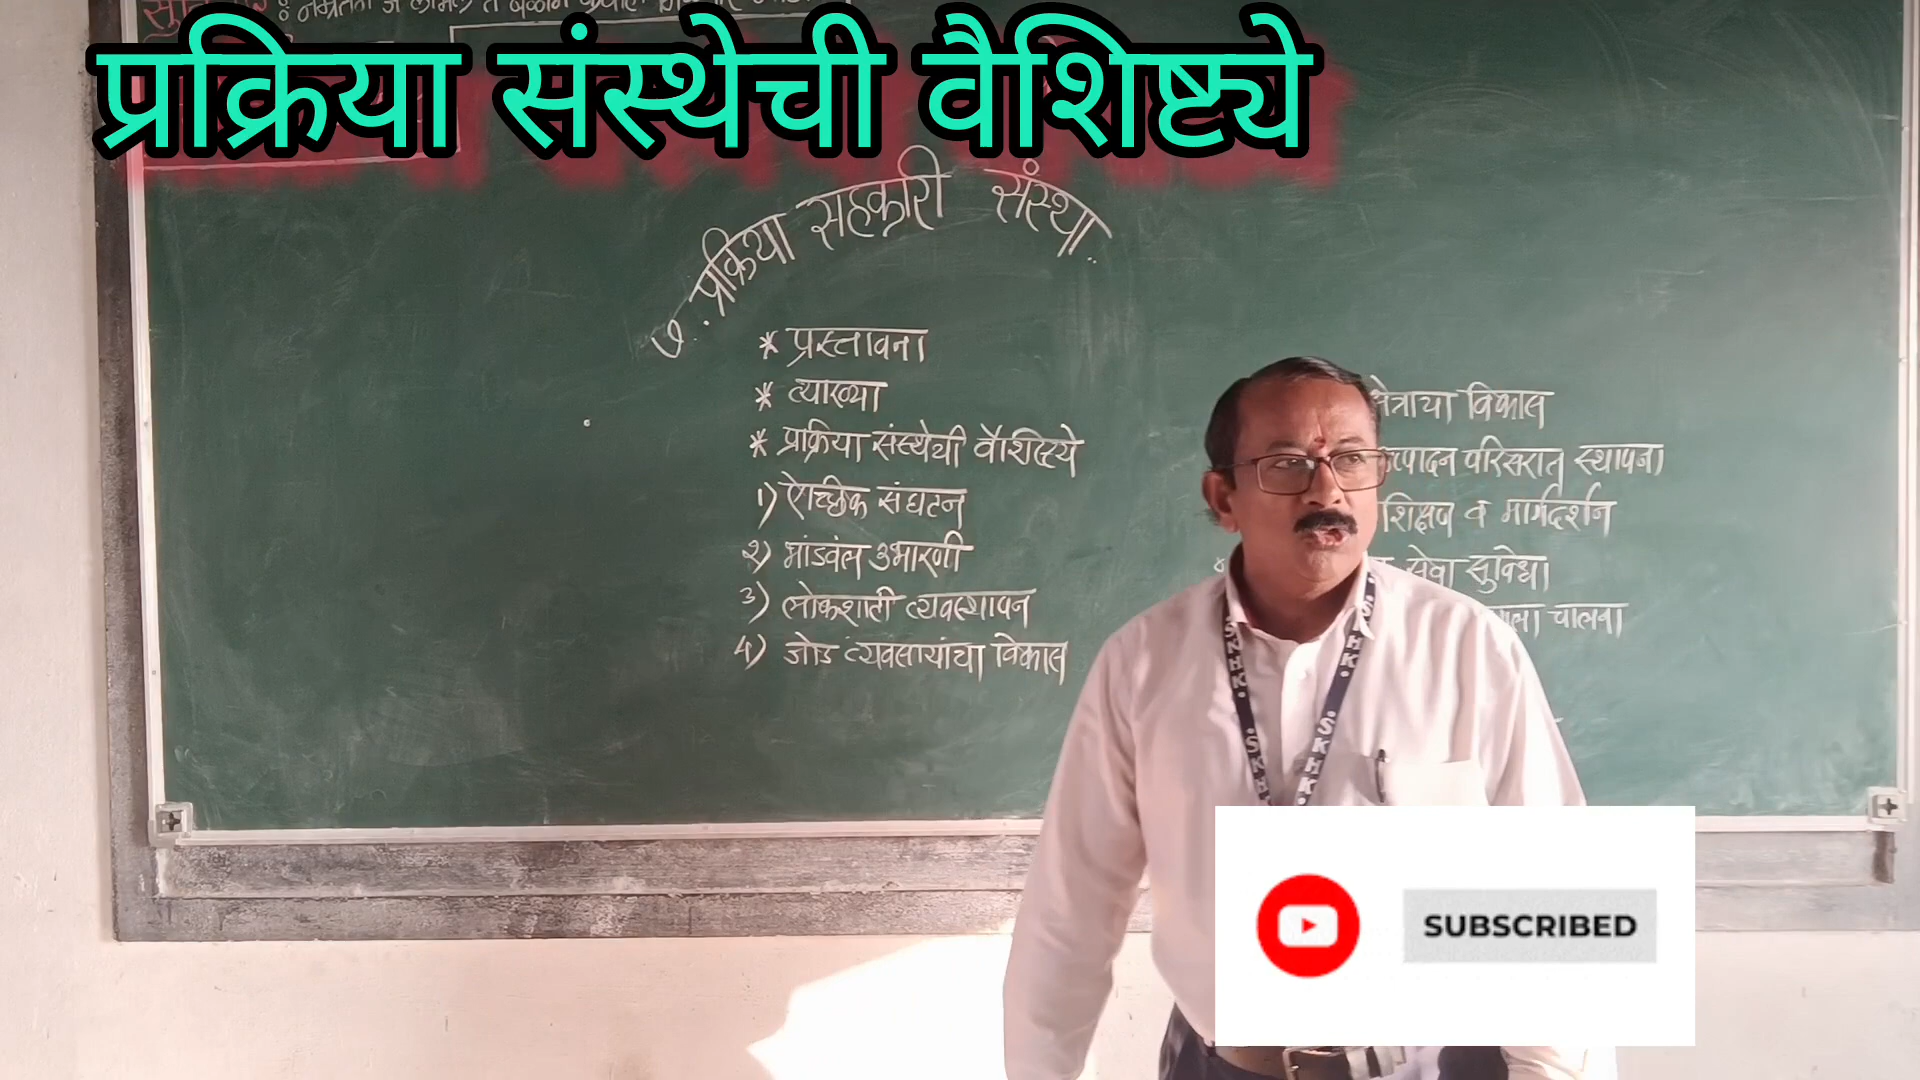 प्रक्रिया संस्थेची वैशिष्ट्ये
७. प्रक्रिया सहकारी संस्था..
* प्रस्तावना
* व्याख्या
* प्रक्रिया संस्थेची वैशिष्टिये
१) ऐच्छीक संघटन
२) भांडवल उभारणी
३) लोकशाही व्यवस्थापन
४) जोड व्यवसायांचा विकास
क्षेत्राचा विकास
उत्पादन परिसरात स्थापना
शिक्षण व मार्गदर्शन
सेवा सुविधा
चालना
SKHK.
SUBSCRIBED